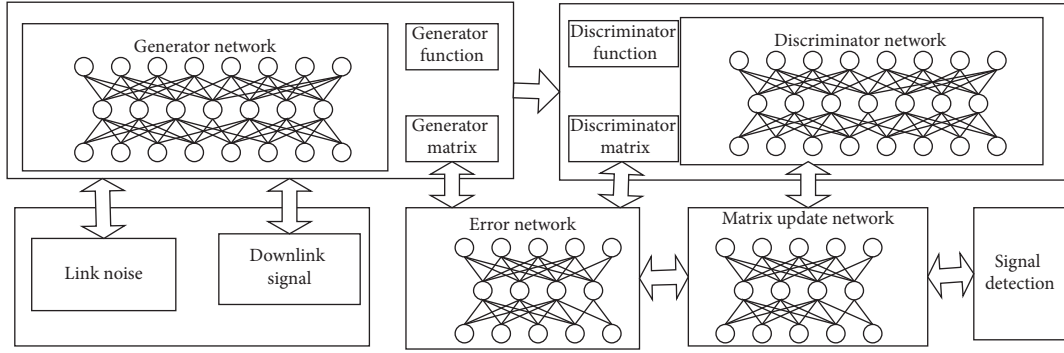 Generator network
Generator
function
Generator
matrix
Discriminator
function
Discriminator
matrix
Discriminator network
Link noise
Downlink
signal
Error network
Matrix update network
Signal
detection